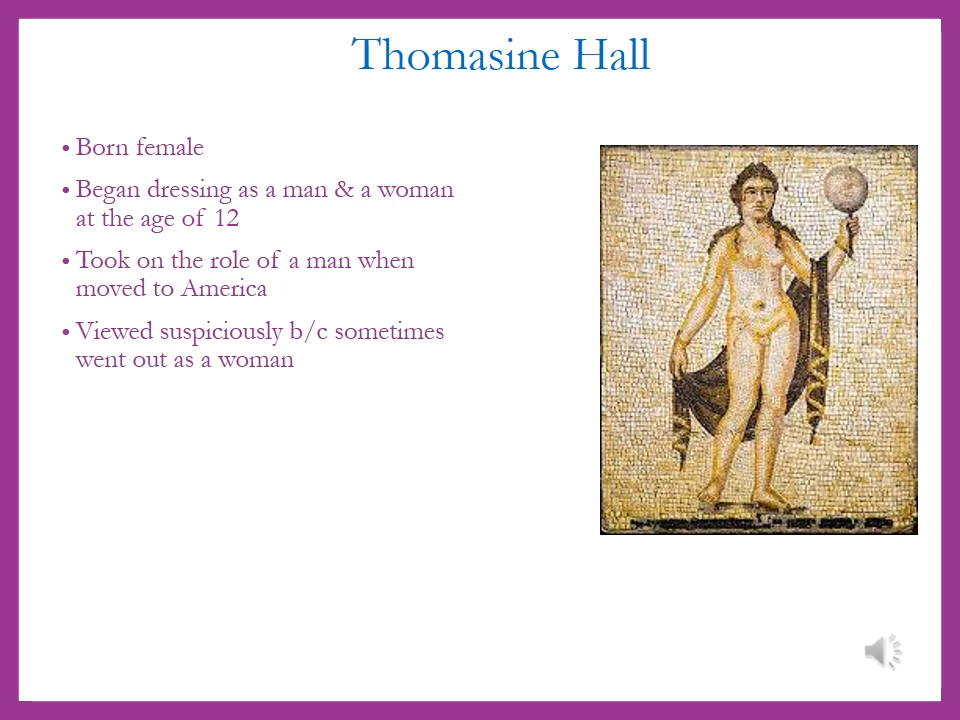 Thomasine Hall
• Born female
• Began dressing as a man & a woman
at the age of 12
• Took on the role of a man when
moved to America
• Viewed suspiciously b/c sometimes
went out as a woman